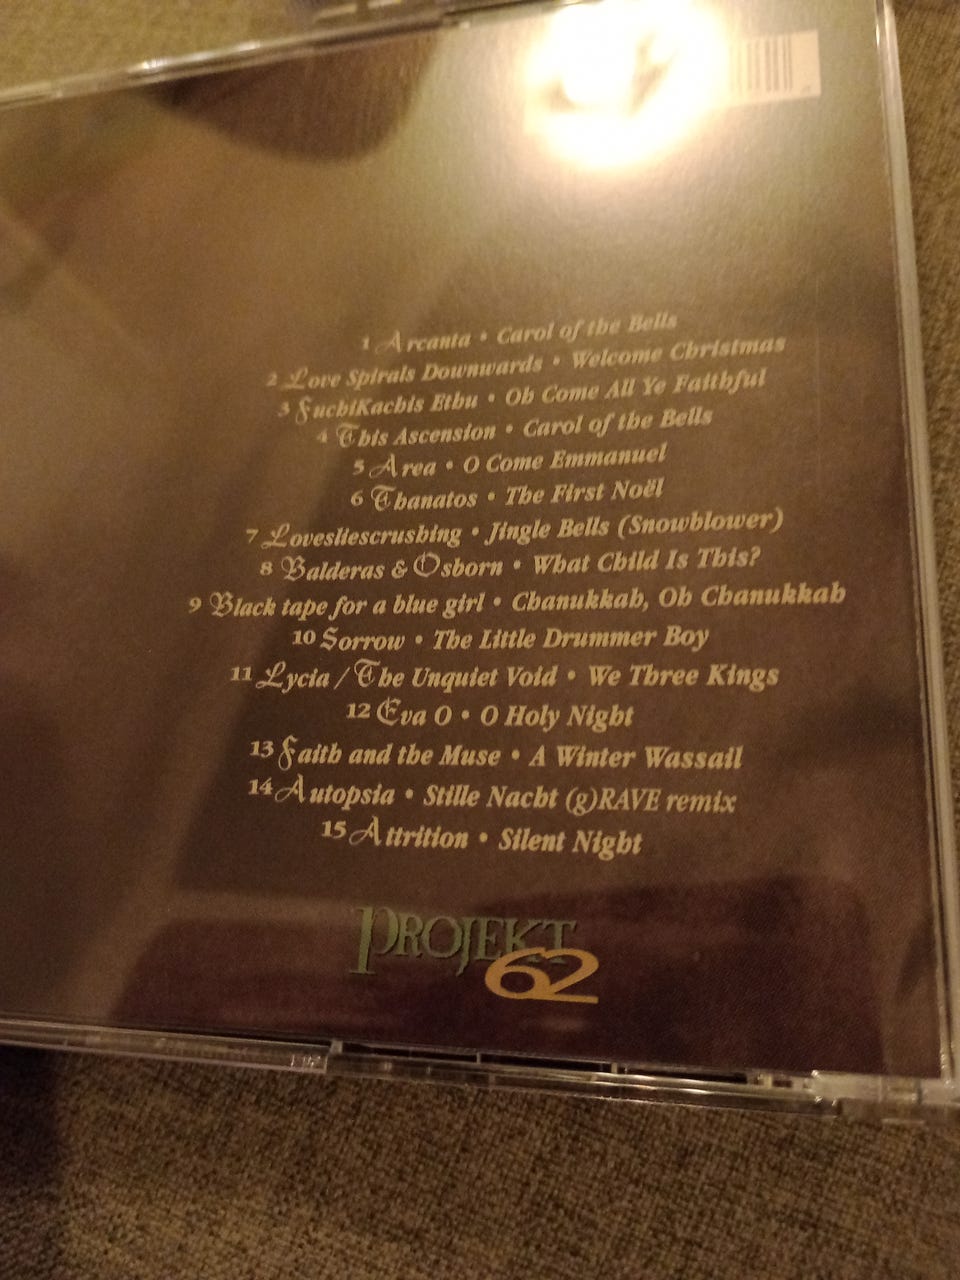 1 Arcanta • Carol of the Bells
2 Love Spirals Downwards • Welcome Christmas
3 FuchiKachis Ethu • Oh Come All Ye Faithful
4 This Ascension • Carol of the Bells
5 Area • O Come Emmanuel
6 Thanatos • The First Noël
7 Lovesliescrushing • Jingle Bells (Snowblower)
8 Balderas & Osborn • What Child Is This?
9 Black tape for a blue girl • Chanukkah, Oh Chanukkah
10 Sorrow • The Little Drummer Boy
11 Lycia / The Unquiet Void • We Three Kings
12 Eva O • O Holy Night
13 Faith and the Muse • A Winter Wassail
14 Autopsia • Stille Nacht (g)RAVE remix
15 Attrition • Silent Night
PROJEKT
62